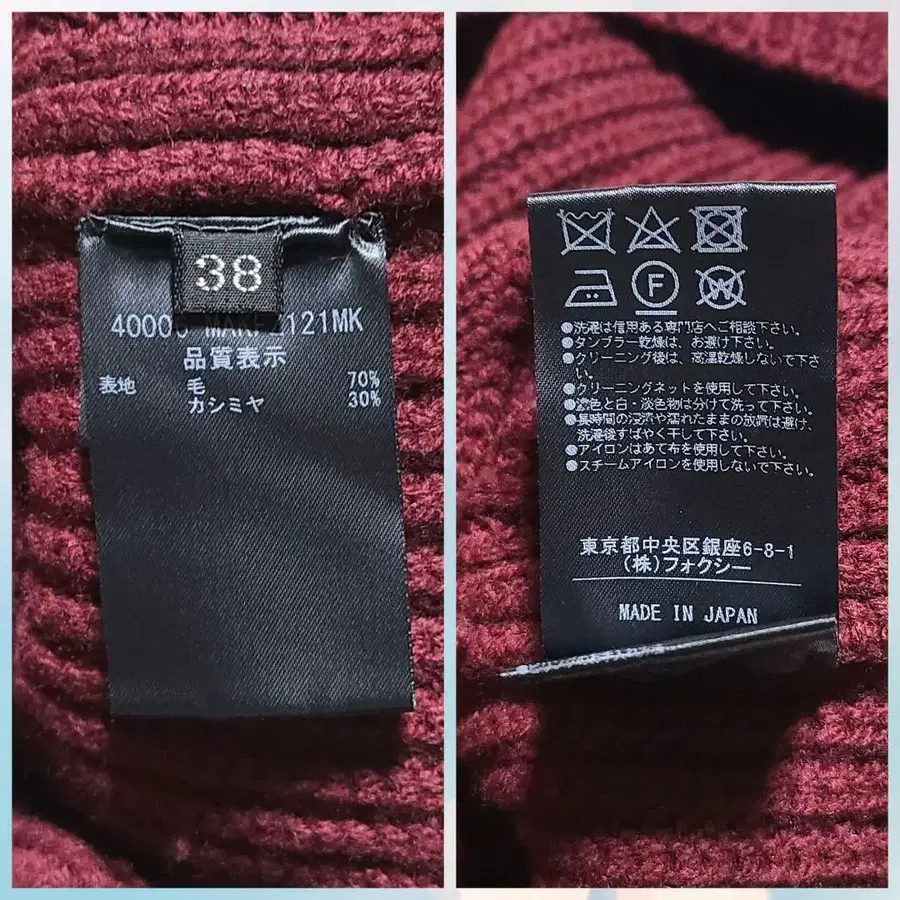 38
121MK
品質表示
表地 毛 70%
カシミヤ 30%
F
W
●洗濯は信用ある専門店へご相談下さい。
●タンブラー乾燥は、お避け下さい。
●クリーニング後は、高温乾燥しないで下さ
い。
●クリーニングネットを使用して下さい。
●濃色と白・淡色物は分けて洗って下さい。
●長時間の浸漬や濡れたままの放置は避け、
洗濯後すばやく干して下さい。
●アイロンはあて布を使用して下さい。
●スチームアイロンを使用しないで下さい。
東京都中央区銀座6-8-1
(株)フォクシー
MADE IN JAPAN